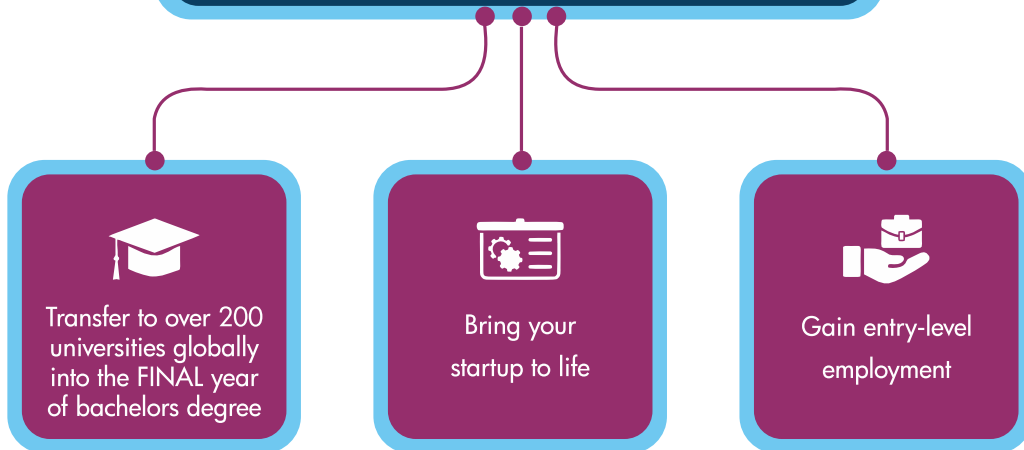 Transfer to over 200
universities globally
into the FINAL year
of bachelors degree
Bring your
startup to life
Gain entry-level
employment